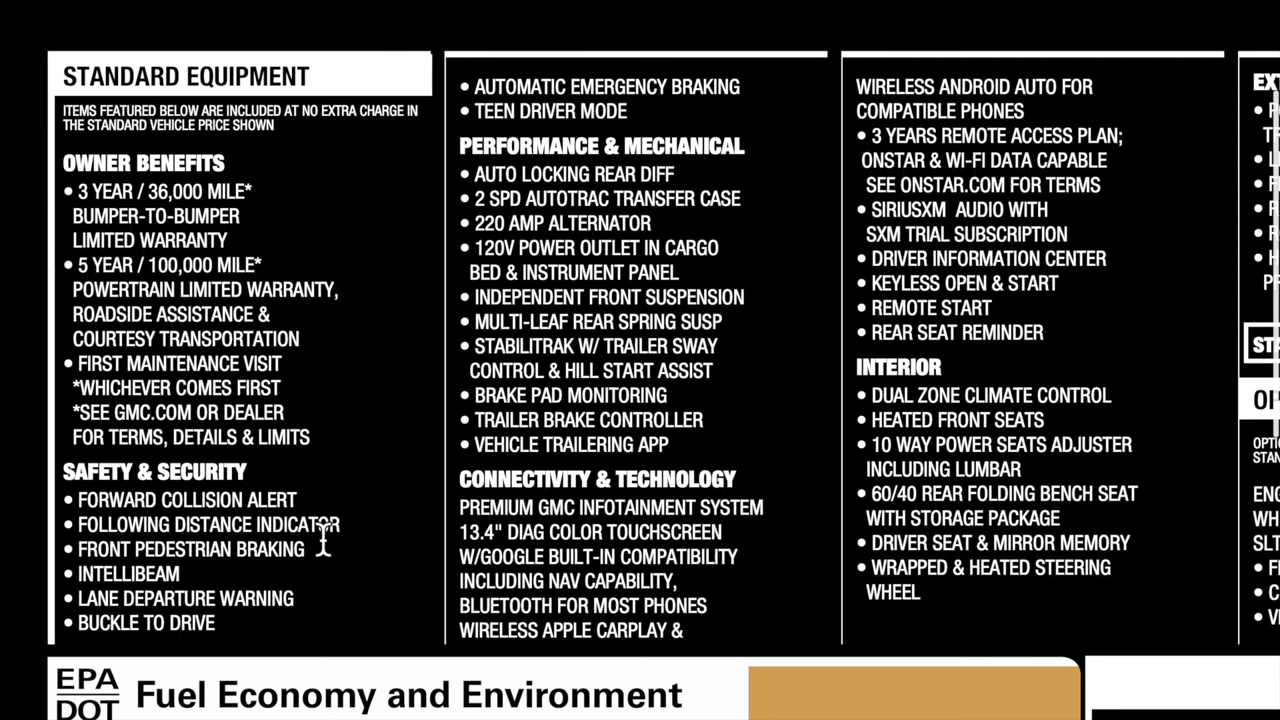 STANDARD EQUIPMENT
ITEMS FEATURED BELOW ARE INCLUDED AT NO EXTRA CHARGE IN
THE STANDARD VEHICLE PRICE SHOWN
OWNER BENEFITS
• 3 YEAR / 36,000 MILE*
BUMPER-TO-BUMPER
LIMITED WARRANTY
• 5 YEAR / 100,000 MILE*
POWERTRAIN LIMITED WARRANTY,
ROADSIDE ASSISTANCE &
COURTESY TRANSPORTATION
• FIRST MAINTENANCE VISIT
*WHICHEVER COMES FIRST
*SEE GMC.COM OR DEALER
FOR TERMS, DETAILS & LIMITS
SAFETY & SECURITY
• FORWARD COLLISION ALERT
• FOLLOWING DISTANCE INDICATOR
• FRONT PEDESTRIAN BRAKING
• INTELLIBEAM
• LANE DEPARTURE WARNING
• BUCKLE TO DRIVE
• AUTOMATIC EMERGENCY BRAKING
• TEEN DRIVER MODE
PERFORMANCE & MECHANICAL
• AUTO LOCKING REAR DIFF
• 2 SPD AUTOTRAC TRANSFER CASE
• 220 AMP ALTERNATOR
• 120V POWER OUTLET IN CARGO
BED & INSTRUMENT PANEL
• INDEPENDENT FRONT SUSPENSION
• MULTI-LEAF REAR SPRING SUSP
• STABILITRAK W/ TRAILER SWAY
CONTROL & HILL START ASSIST
• BRAKE PAD MONITORING
• TRAILER BRAKE CONTROLLER
• VEHICLE TRAILERING APP
CONNECTIVITY & TECHNOLOGY
PREMIUM GMC INFOTAINMENT SYSTEM
13.4" DIAG COLOR TOUCHSCREEN
W/GOOGLE BUILT-IN COMPATIBILITY
INCLUDING NAV CAPABILITY,
BLUETOOTH FOR MOST PHONES
WIRELESS APPLE CARPLAY &
WIRELESS ANDROID AUTO FOR
COMPATIBLE PHONES
• 3 YEARS REMOTE ACCESS PLAN;
ONSTAR & WI-FI DATA CAPABLE
SEE ONSTAR.COM FOR TERMS
• SIRIUSXM AUDIO WITH
SXM TRIAL SUBSCRIPTION
• DRIVER INFORMATION CENTER
• KEYLESS OPEN & START
• REMOTE START
• REAR SEAT REMINDER
INTERIOR
• DUAL ZONE CLIMATE CONTROL
• HEATED FRONT SEATS
• 10 WAY POWER SEATS ADJUSTER
INCLUDING LUMBAR
• 60/40 REAR FOLDING BENCH SEAT
WITH STORAGE PACKAGE
• DRIVER SEAT & MIRROR MEMORY
• WRAPPED & HEATED STEERING
WHEEL
EPA
DOT
Fuel Economy and Environment